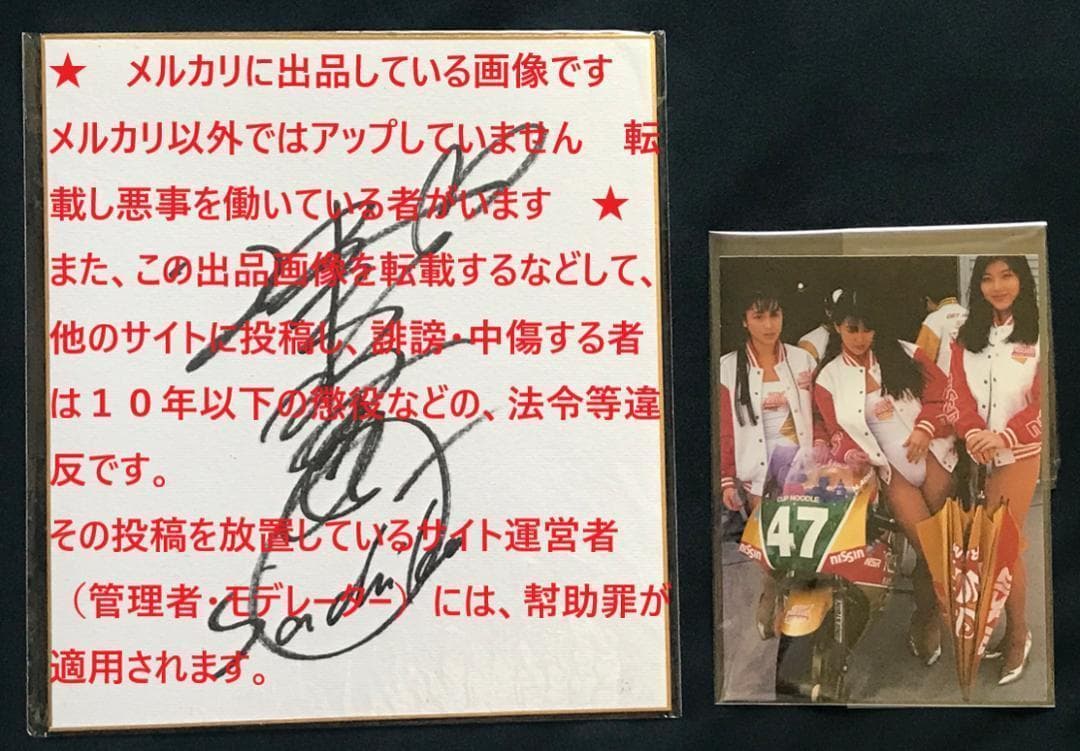 ★　メルカリに出品している画像です
メルカリ以外ではアップしていません　転
載し悪事を働いている者がいます　★
また、この出品画像を転載するなどして、
他のサイトに投稿し、誹謗・中傷する者
は１０年以下の懲役などの、法令等違
反です。
その投稿を放置しているサイト運営者
（管理者・モデレーター）には、幇助罪が
適用されます。
CUP NOODLE
47
NISSIN
NISSIN
NSR